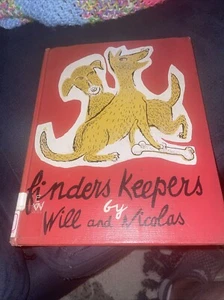 finders keepers
by
Will and Nicolas